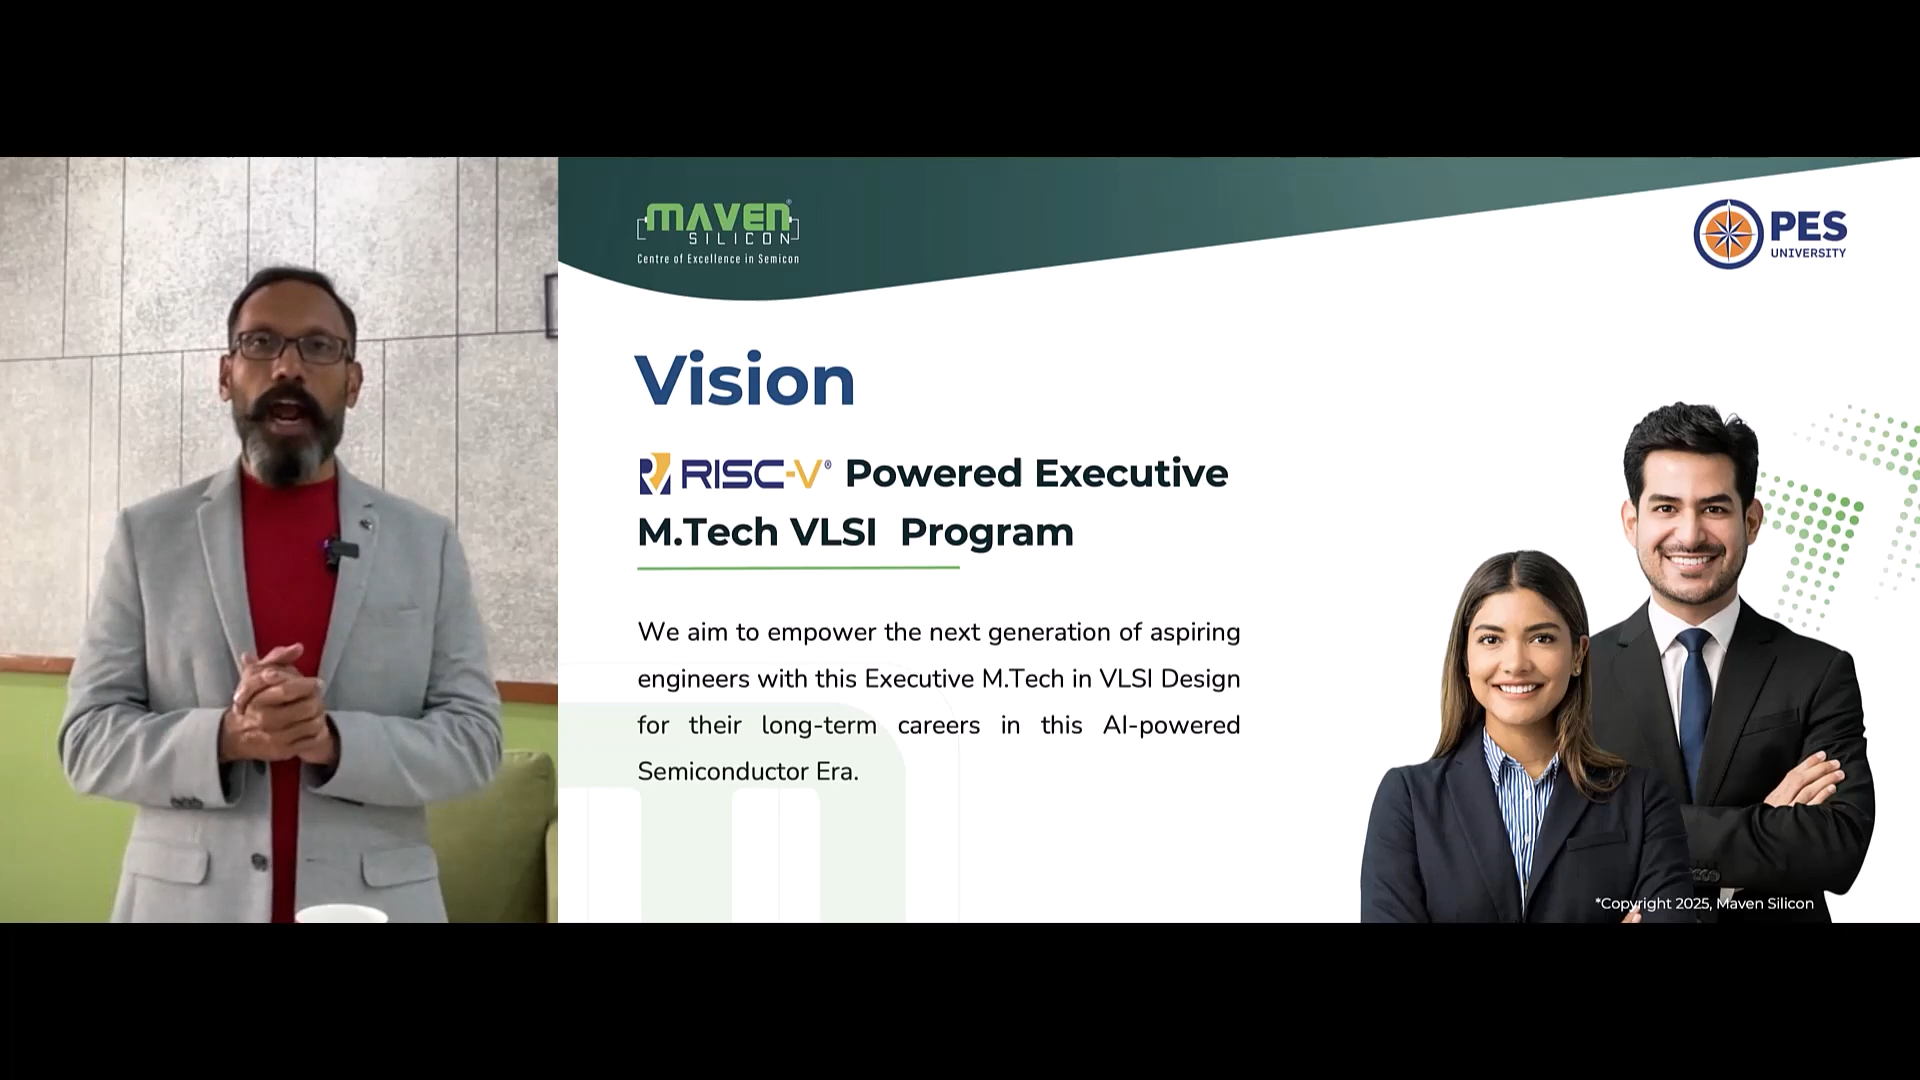 MAVEN®
SILICON
Centre of Excellence in Semicon
PES
UNIVERSITY
Vision
RISC-V® Powered Executive
M.Tech VLSI Program
We aim to empower the next generation of aspiring
engineers with this Executive M.Tech in VLSI Design
for their long-term careers in this AI-powered
Semiconductor Era.
*Copyright 2025, Maven Silicon